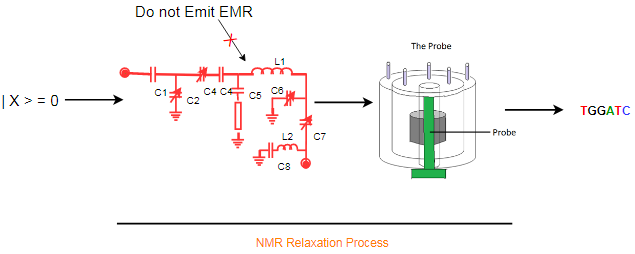 Do not Emit EMR
The Probe
L1
| X > = 0
C1
C2
C4
C4
C5
C6
C7
L2
C8
Probe
TGGATC
NMR Relaxation Process